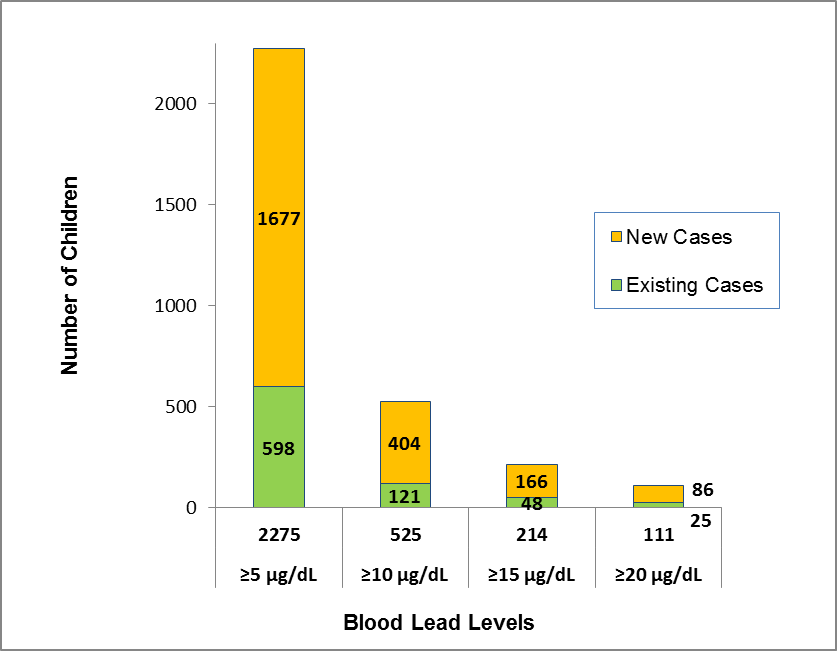 Number of Children
2000
1500
1000
500
0
1677
598
404
121
166
48
86
25
New Cases
Existing Cases
2275 525 214 111
≥5 µg/dL ≥10 µg/dL ≥15 µg/dL ≥20 µg/dL
Blood Lead Levels